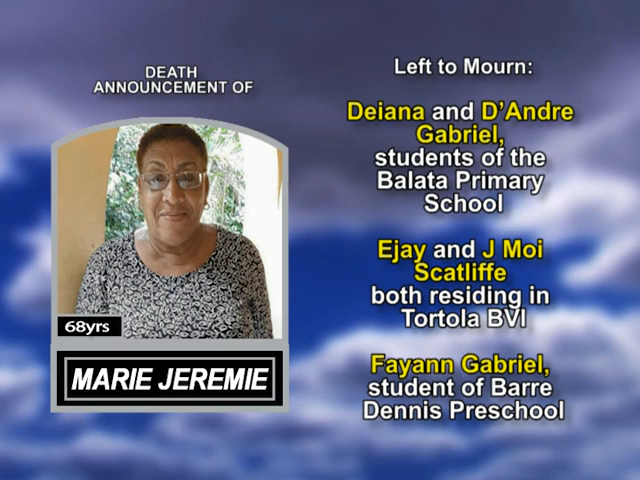 DEATH
ANNOUNCEMENT OF
68yrs
MARIE JEREMIE
Left to Mourn:
Deiana and D'Andre
Gabriel,
students of the
Balata Primary
School
Ejay and J Moi
Scatliffe
both residing in
Tortola BVI
Fayann Gabriel,
student of Barre
Dennis Preschool